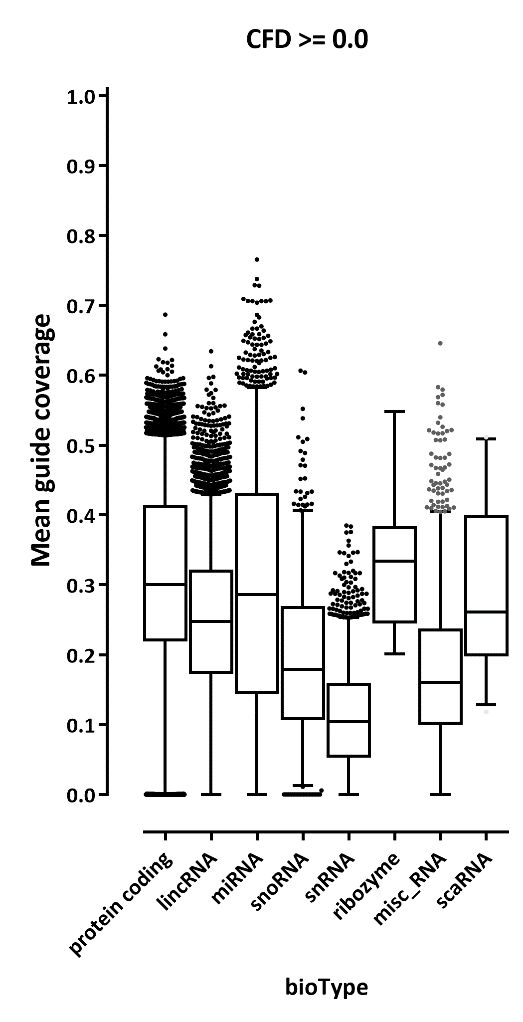 CFD >= 0.0
Mean guide coverage
1.0
0.9
0.8
0.7
0.6
0.5
0.4
0.3
0.2
0.1
0.0
protein coding
lincRNA
miRNA
snoRNA
snRNA
ribozyme
misc_RNA
scaRNA
bioType